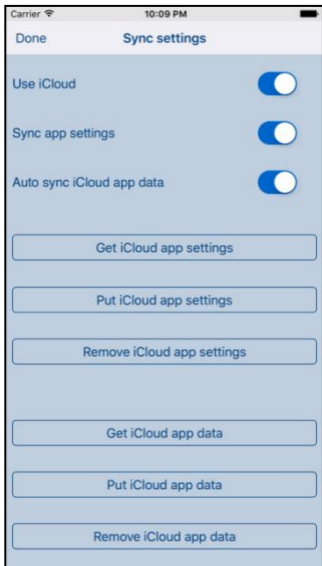 Carrier 10:09 PM
Done Sync settings
Use iCloud
Sync app settings
Auto sync iCloud app data
Get iCloud app settings
Put iCloud app settings
Remove iCloud app settings
Get iCloud app data
Put iCloud app data
Remove iCloud app data